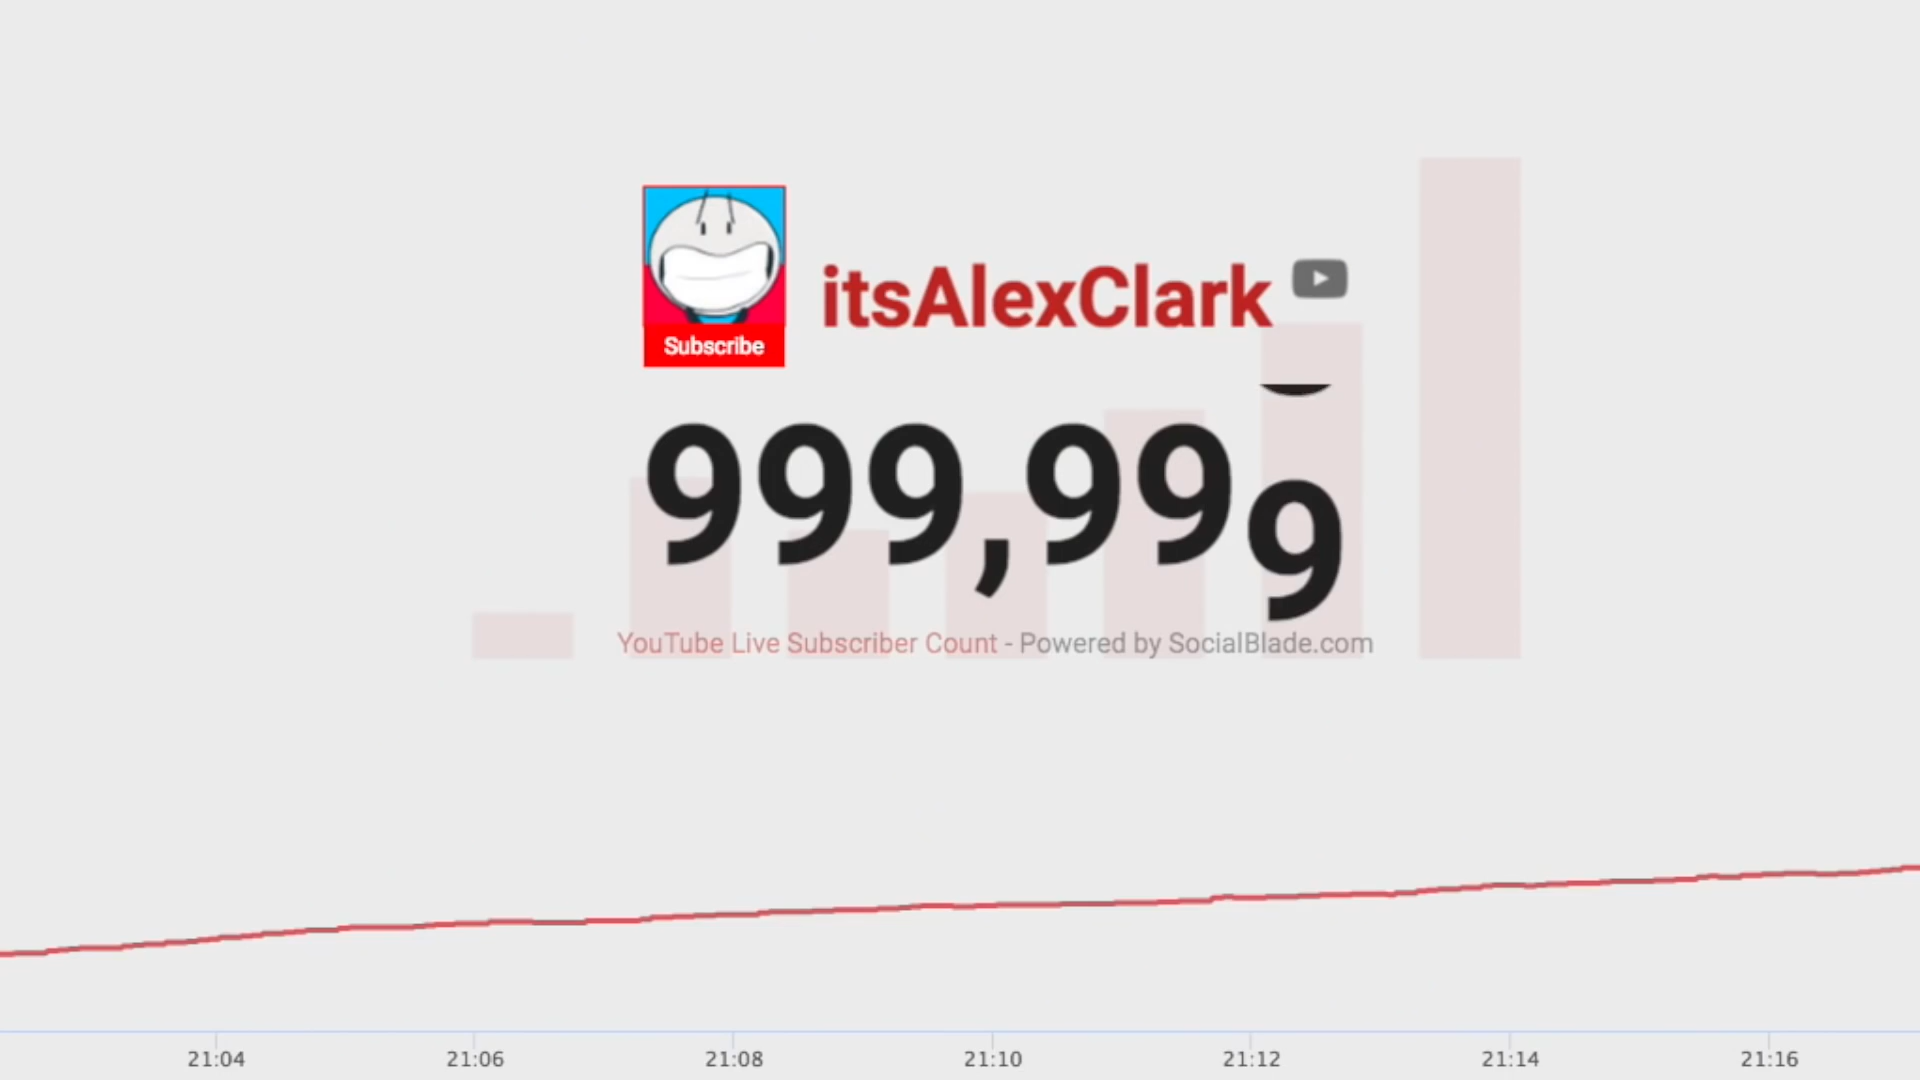 itsAlexClark
Subscribe
999,999
YouTube Live Subscriber Count - Powered by SocialBlade.com
21:04 21:06 21:08 21:10 21:12 21:14 21:16